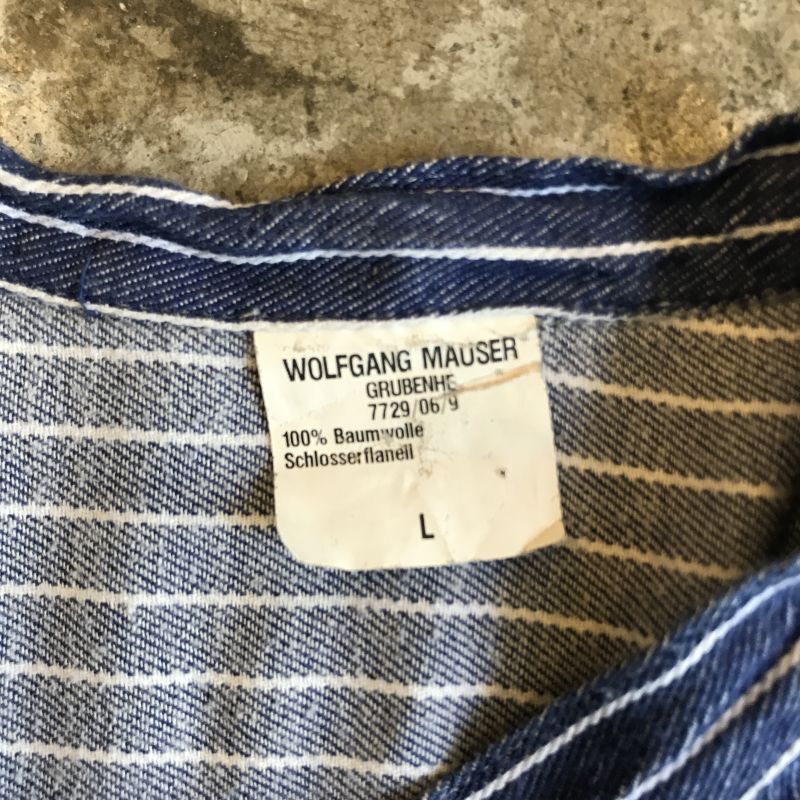 WOLFGANG MAUSER
GRUBENHE
7729/06/9
100% Baumwolle
Schlosserflanell
L